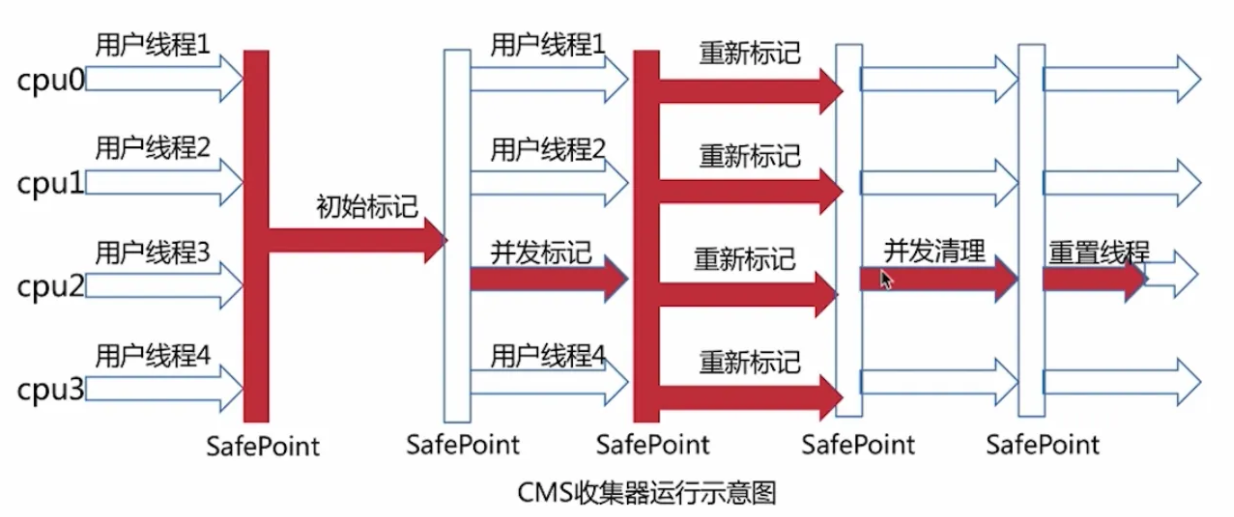 用户线程1 用户线程1 重新标记
cpu0
用户线程2 用户线程2 重新标记
cpu1
初始标记
用户线程3 并发标记 重新标记 并发清理 重置线程
cpu2
用户线程4 用户线程4 重新标记
cpu3
SafePoint SafePoint SafePoint SafePoint SafePoint
CMS收集器运行示意图